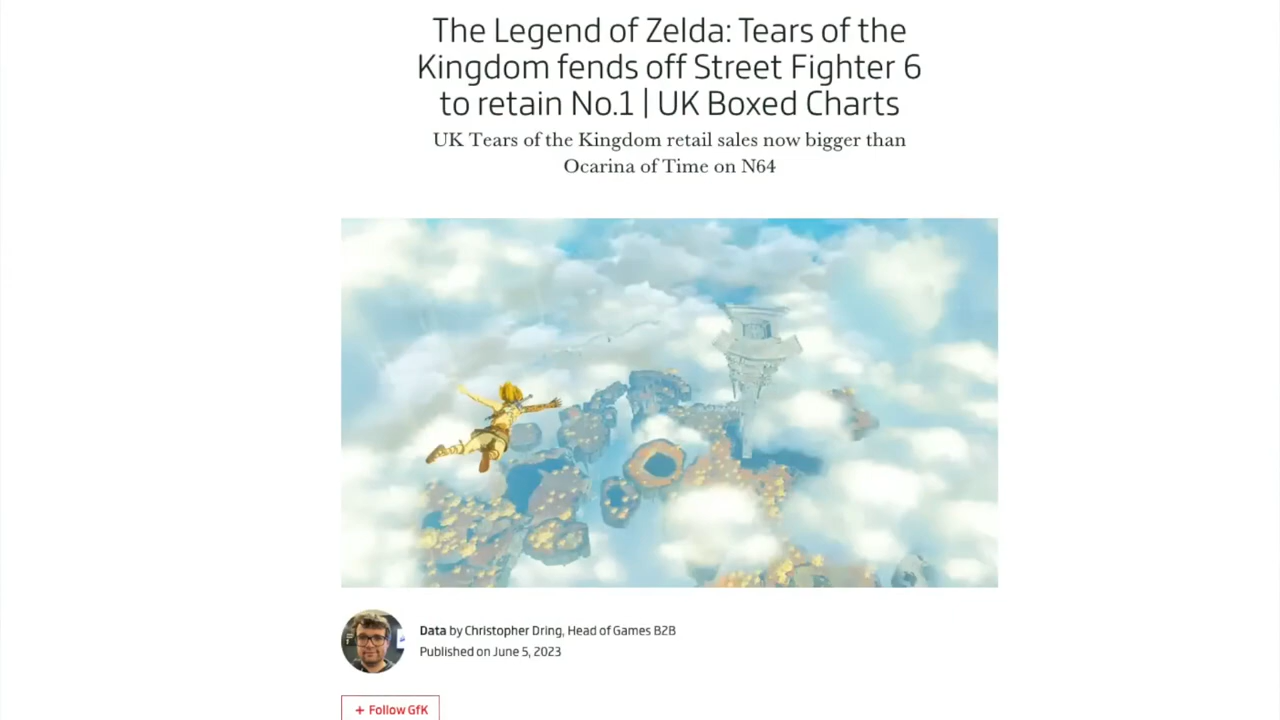 The Legend of Zelda: Tears of the
Kingdom fends off Street Fighter 6
to retain No.1 | UK Boxed Charts
UK Tears of the Kingdom retail sales now bigger than
Ocarina of Time on N64
Data by Christopher Dring, Head of Games B2B
Published on June 5, 2023
+ Follow GfK